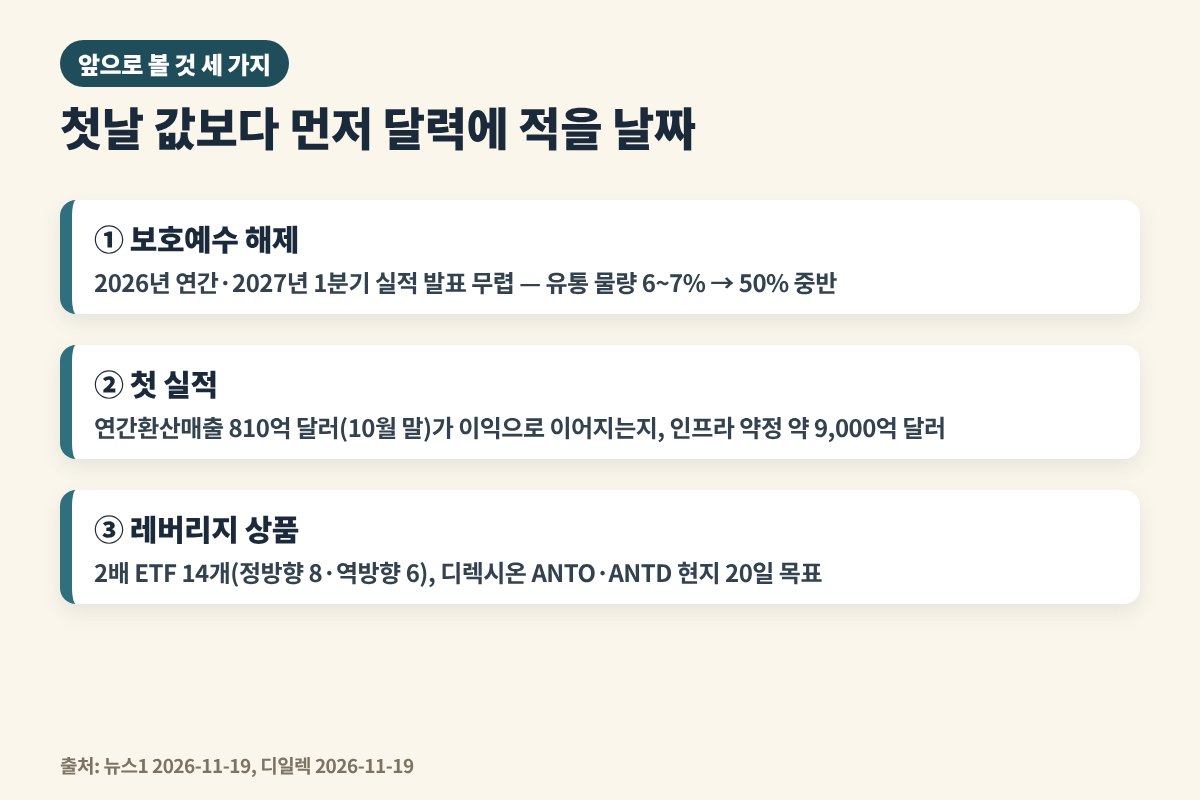 앞으로 볼 것 세 가지
첫날 값보다 먼저 달력에 적을 날짜
① 보호예수 해제
2026년 연간·2027년 1분기 실적 발표 무렵 — 유통 물량 6~7% → 50% 중반
② 첫 실적
연간환산매출 810억 달러(10월 말)가 이익으로 이어지는지, 인프라 약정 약 9,000억 달러
③ 레버리지 상품
2배 ETF 14개(정방향 8·역방향 6), 디렉시온 ANTO·ANTD 현지 20일 목표
출처: 뉴스1 2026-11-19, 디일렉 2026-11-19